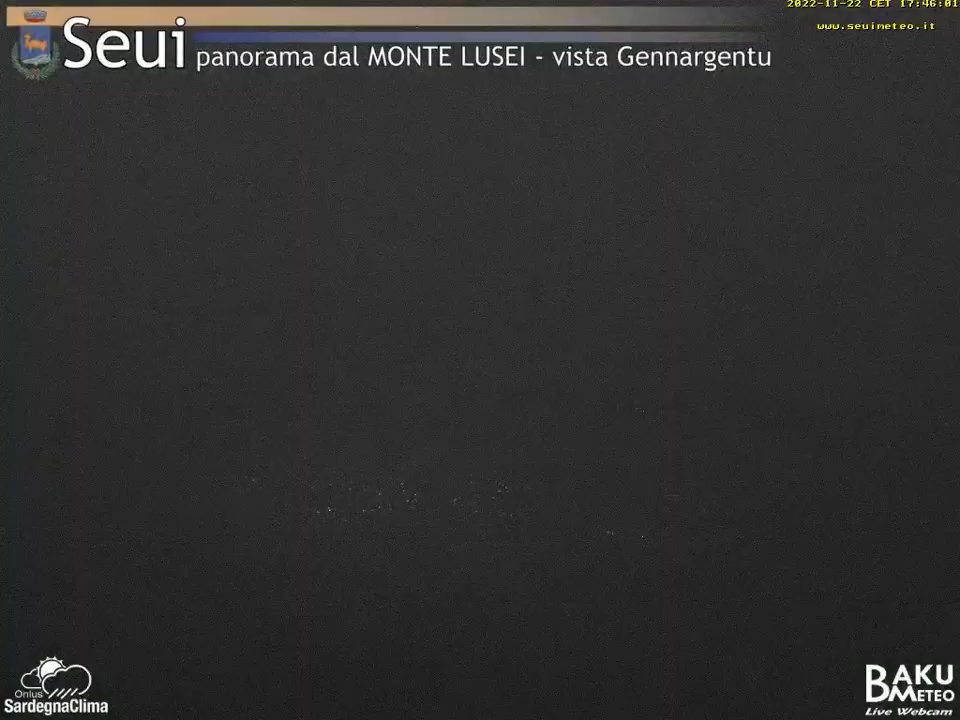 2022-11-22 CET 17:46:01
www.seuimeteo.it
Seui panorama dal MONTE LUSEI - vista Gennargentu
Onlus
SardegnaClima
BAKU
METEO
Live Webcam